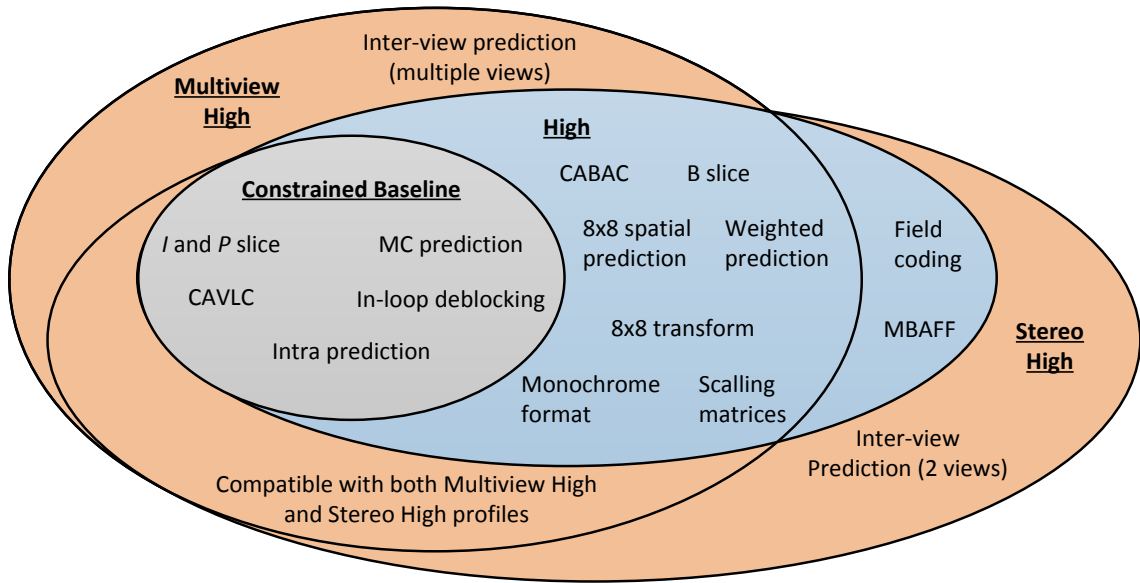 Inter-view prediction
(multiple views)
Multiview
High
High
CABAC
B slice
Constrained Baseline
I and P slice
MC prediction
8x8 spatial
prediction
Weighted
prediction
Field
coding
CAVLC
In-loop deblocking
8x8 transform
MBAFF
Intra prediction
Stereo
High
Monochrome
format
Scalling
matrices
Inter-view
Prediction (2 views)
Compatible with both Multiview High
and Stereo High profiles